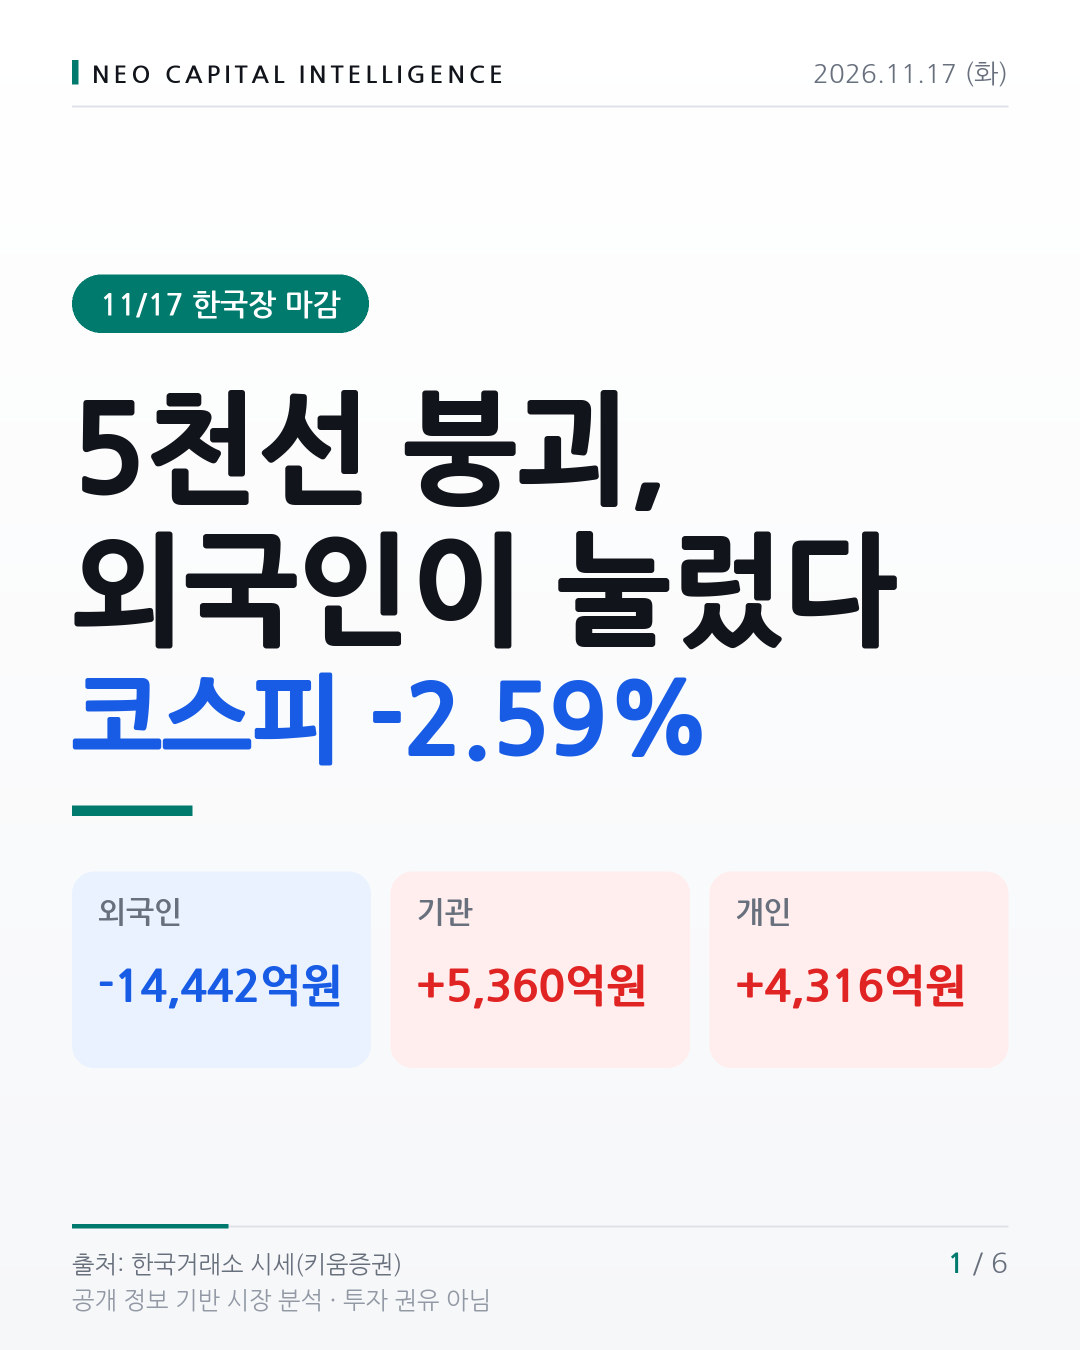 NEO CAPITAL INTELLIGENCE
2026.11.17 (화)
11/17 한국장 마감
5천선 붕괴,
외국인이 눌렀다
코스피 -2.59%
외국인
-14,442억원
기관
+5,360억원
개인
+4,316억원
출처: 한국거래소 시세(키움증권)
1 / 6
공개 정보 기반 시장 분석 · 투자 권유 아님